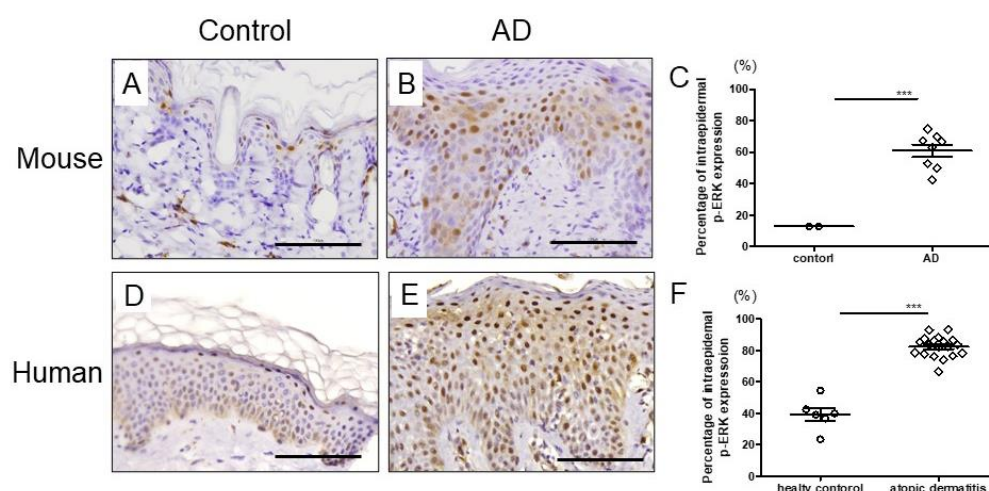 Control
AD
Mouse
Human
A
B
C
(%)
Percentage of intraepidermal
p-ERK expression
100
80
60
40
20
0
***
contorl
AD
D
E
F
(%)
Percentage of intraepidemal
p-ERK expressoion
100
80
60
40
20
0
***
healty contorol
atopic dermatitis